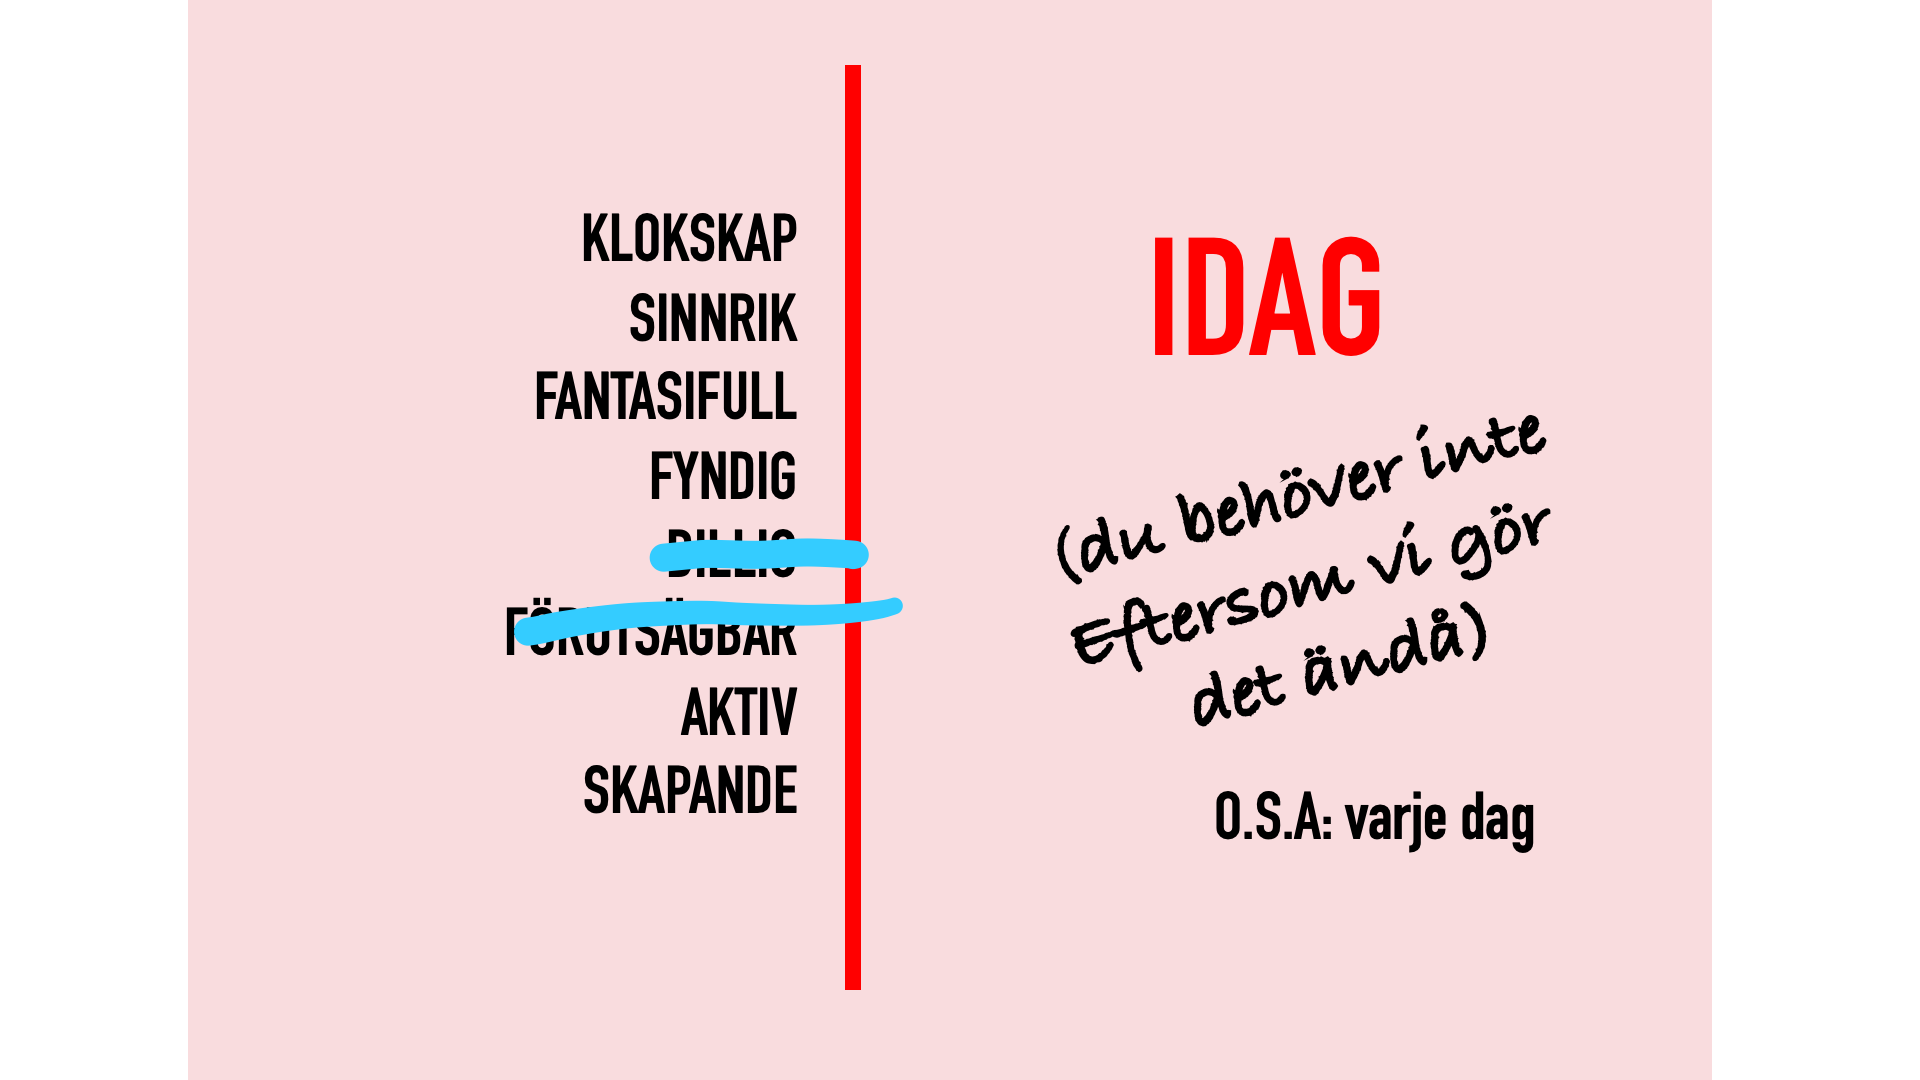 KLOKSKAP
SINNRIK
FANTASIFULL
FYNDIG
BILLIG
FÖRUTSÄGBAR
AKTIV
SKAPANDE
IDAG
(du behöver inte
Eftersom vi gör
det ändå)
O.S.A: varje dag